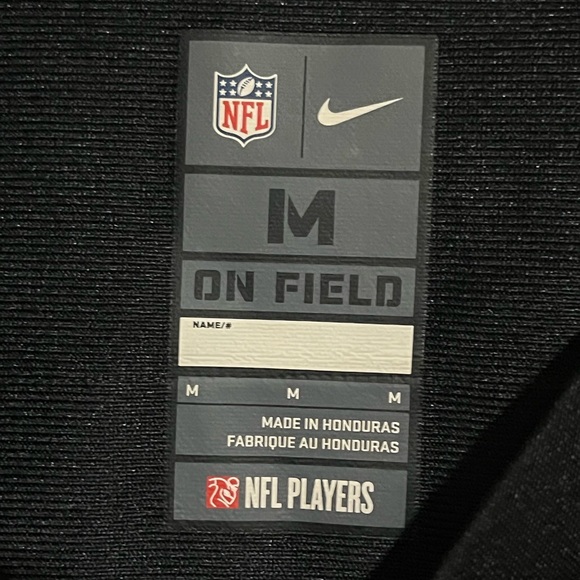 NFL
M
ON FIELD
NAME/#
M M M
MADE IN HONDURAS
FABRIQUE AU HONDURAS
NFL PLAYERS